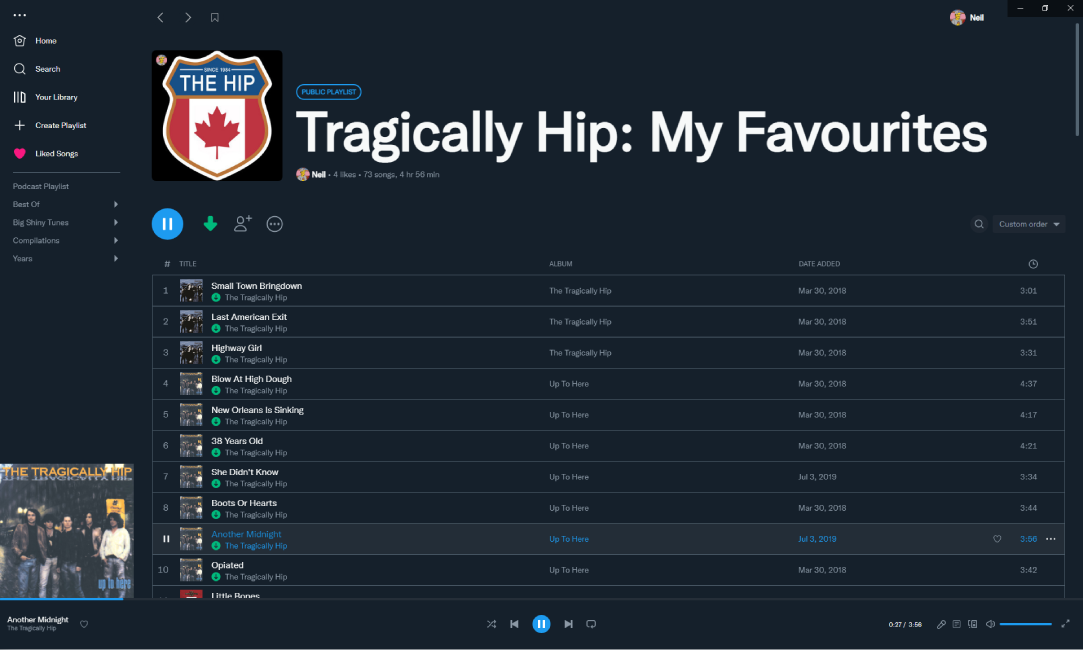 Neil
Home
Search
Your Library
Create Playlist
Liked Songs
Podcast Playlist
Best Of
Big Shiny Tunes
Compilations
Years
SINCE 1984
THE HIP
PUBLIC PLAYLIST
Tragically Hip: My Favourites
Neil • 4 likes • 73 songs, 4 hr 56 min
Custom order
# TITLE ALBUM DATE ADDED
1 Small Town Bringdown The Tragically Hip Mar 30, 2018 3:01
The Tragically Hip
2 Last American Exit The Tragically Hip Mar 30, 2018 3:51
The Tragically Hip
3 Highway Girl The Tragically Hip Mar 30, 2018 3:31
The Tragically Hip
4 Blow At High Dough Up To Here Mar 30, 2018 4:37
The Tragically Hip
5 New Orleans Is Sinking Up To Here Mar 30, 2018 4:17
The Tragically Hip
6 38 Years Old Up To Here Mar 30, 2018 4:21
The Tragically Hip
7 She Didn't Know Up To Here Jul 3, 2019 3:34
The Tragically Hip
8 Boots Or Hearts Up To Here Mar 30, 2018 3:44
The Tragically Hip
Another Midnight Up To Here Jul 3, 2019 3:56
The Tragically Hip
10 Opiated Up To Here Mar 30, 2018 3:42
The Tragically Hip
Little Bones
THE TRAGICALLY HIP
up to here
Another Midnight
The Tragically Hip
0:27 / 3:56